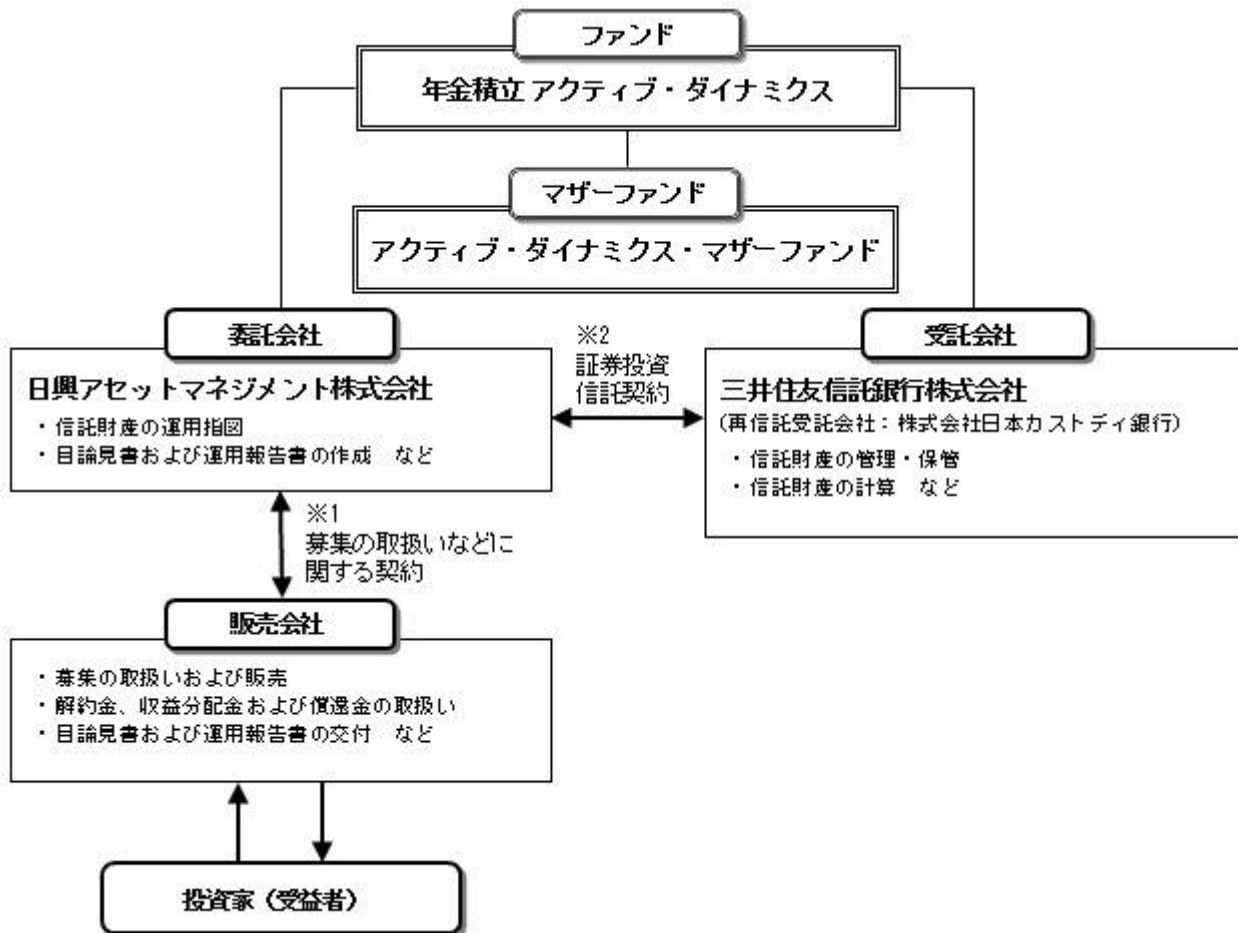 ファンド
年金積立 アクティブ・ダイナミクス
マザーファンド
アクティブ・ダイナミクス・マザーファンド
委託会社
日興アセットマネジメント株式会社
・信託財産の運用指図
・目論見書および運用報告書の作成　など
※2
証券投資
信託契約
受託会社
三井住友信託銀行株式会社
(再信託受託会社：株式会社日本カストディ銀行)
・信託財産の管理・保管
・信託財産の計算　など
※1
募集の取扱いなどに
関する契約
販売会社
・募集の取扱いおよび販売
・解約金、収益分配金および償還金の取扱い
・目論見書および運用報告書の交付　など
投資家（受益者）